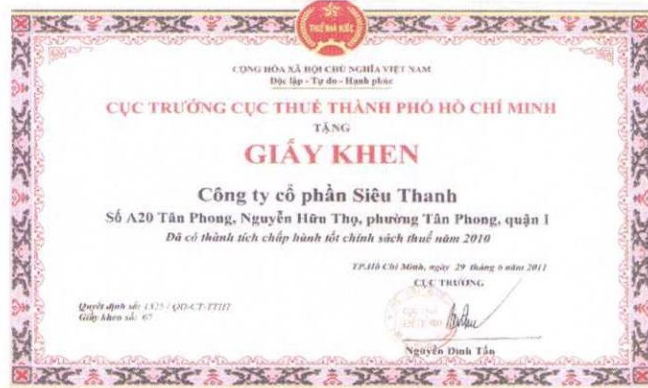 THUẾ NHÀ NƯỚC
CỘNG HÒA XÃ HỘI CHỦ NGHĨA VIỆT NAM
Độc lập - Tự do - Hạnh phúc
CỤC TRƯỞNG CỤC THUẾ THÀNH PHỐ HỒ CHÍ MINH
TẶNG
GIẤY KHEN
Công ty cổ phần Siêu Thanh
Số A20 Tân Phong, Nguyễn Hữu Thọ, phường Tân Phong, quận 1
Đã có thành tích chấp hành tốt chính sách thuế năm 2010
TP.Hồ Chí Minh, ngày 29 tháng 6 năm 2011
CỤC TRƯỞNG
Quyết định số: 1325 / QĐ-CT-TTHT
Giấy khen số: 67
Nguyễn Đình Tấn